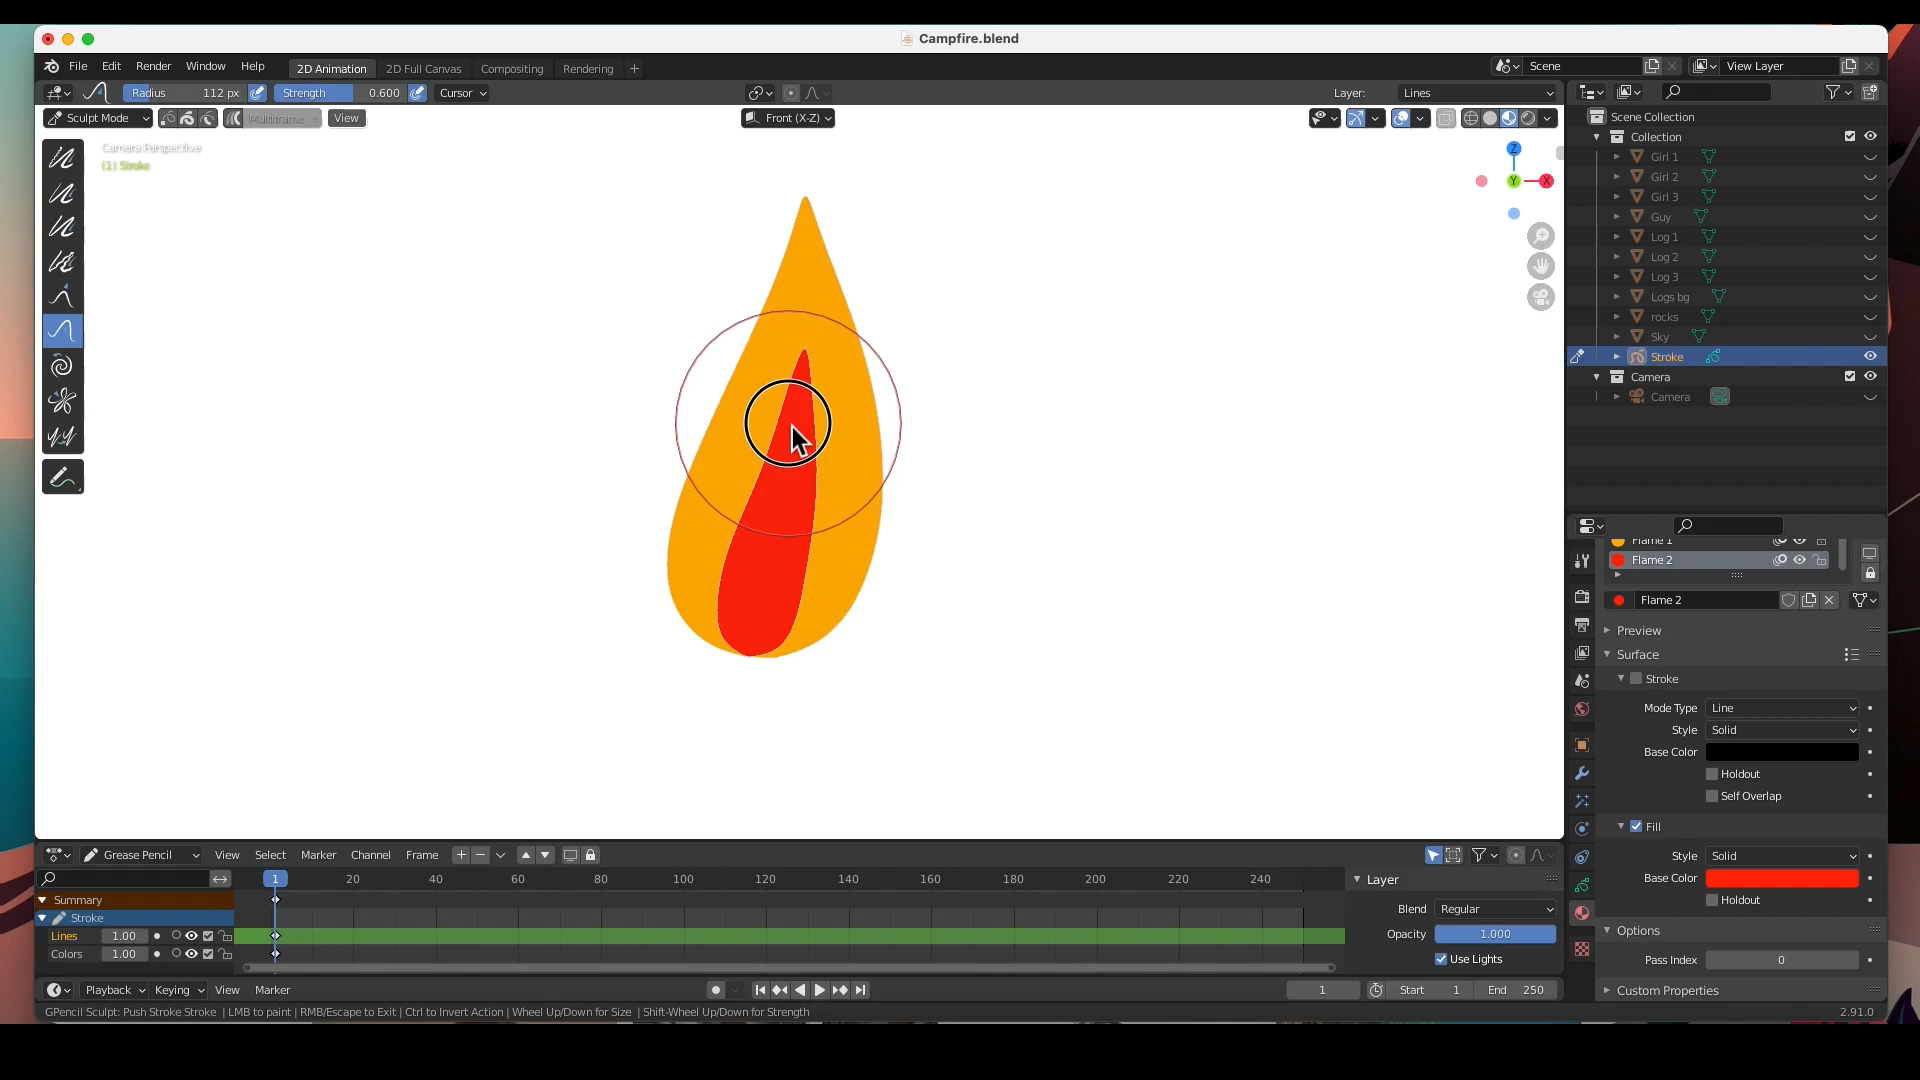 Campfire.blend
File Edit Render Window Help 2D Animation 2D Full Canvas Compositing Rendering + Scene View Layer
Radius 112 px Strength 0.600 Cursor Layer: Lines
Sculpt Mode Multiframe View Front (X-Z)
Camera Perspective
(1) Stroke
Z
Y
X
Scene Collection
Collection
Girl 1
Girl 2
Girl 3
Guy
Log 1
Log 2
Log 3
Logs bg
rocks
Sky
Stroke
Camera
Camera
Flame 1
Flame 2
Flame 2
Preview
Surface
Stroke
Mode Type Line
Style Solid
Base Color
Holdout
Self Overlap
Fill
Style Solid
Base Color
Holdout
Options
Pass Index 0
Custom Properties
Grease Pencil View Select Marker Channel Frame
1 20 40 60 80 100 120 140 160 180 200 220 240
Summary
Stroke
Lines 1.00
Colors 1.00
Layer
Blend Regular
Opacity 1.000
Use Lights
Playback Keying View Marker 1 Start 1 End 250
GPencil Sculpt: Push Stroke Stroke | LMB to paint | RMB/Escape to Exit | Ctrl to Invert Action | Wheel Up/Down for Size | Shift-Wheel Up/Down for Strength 2.91.0